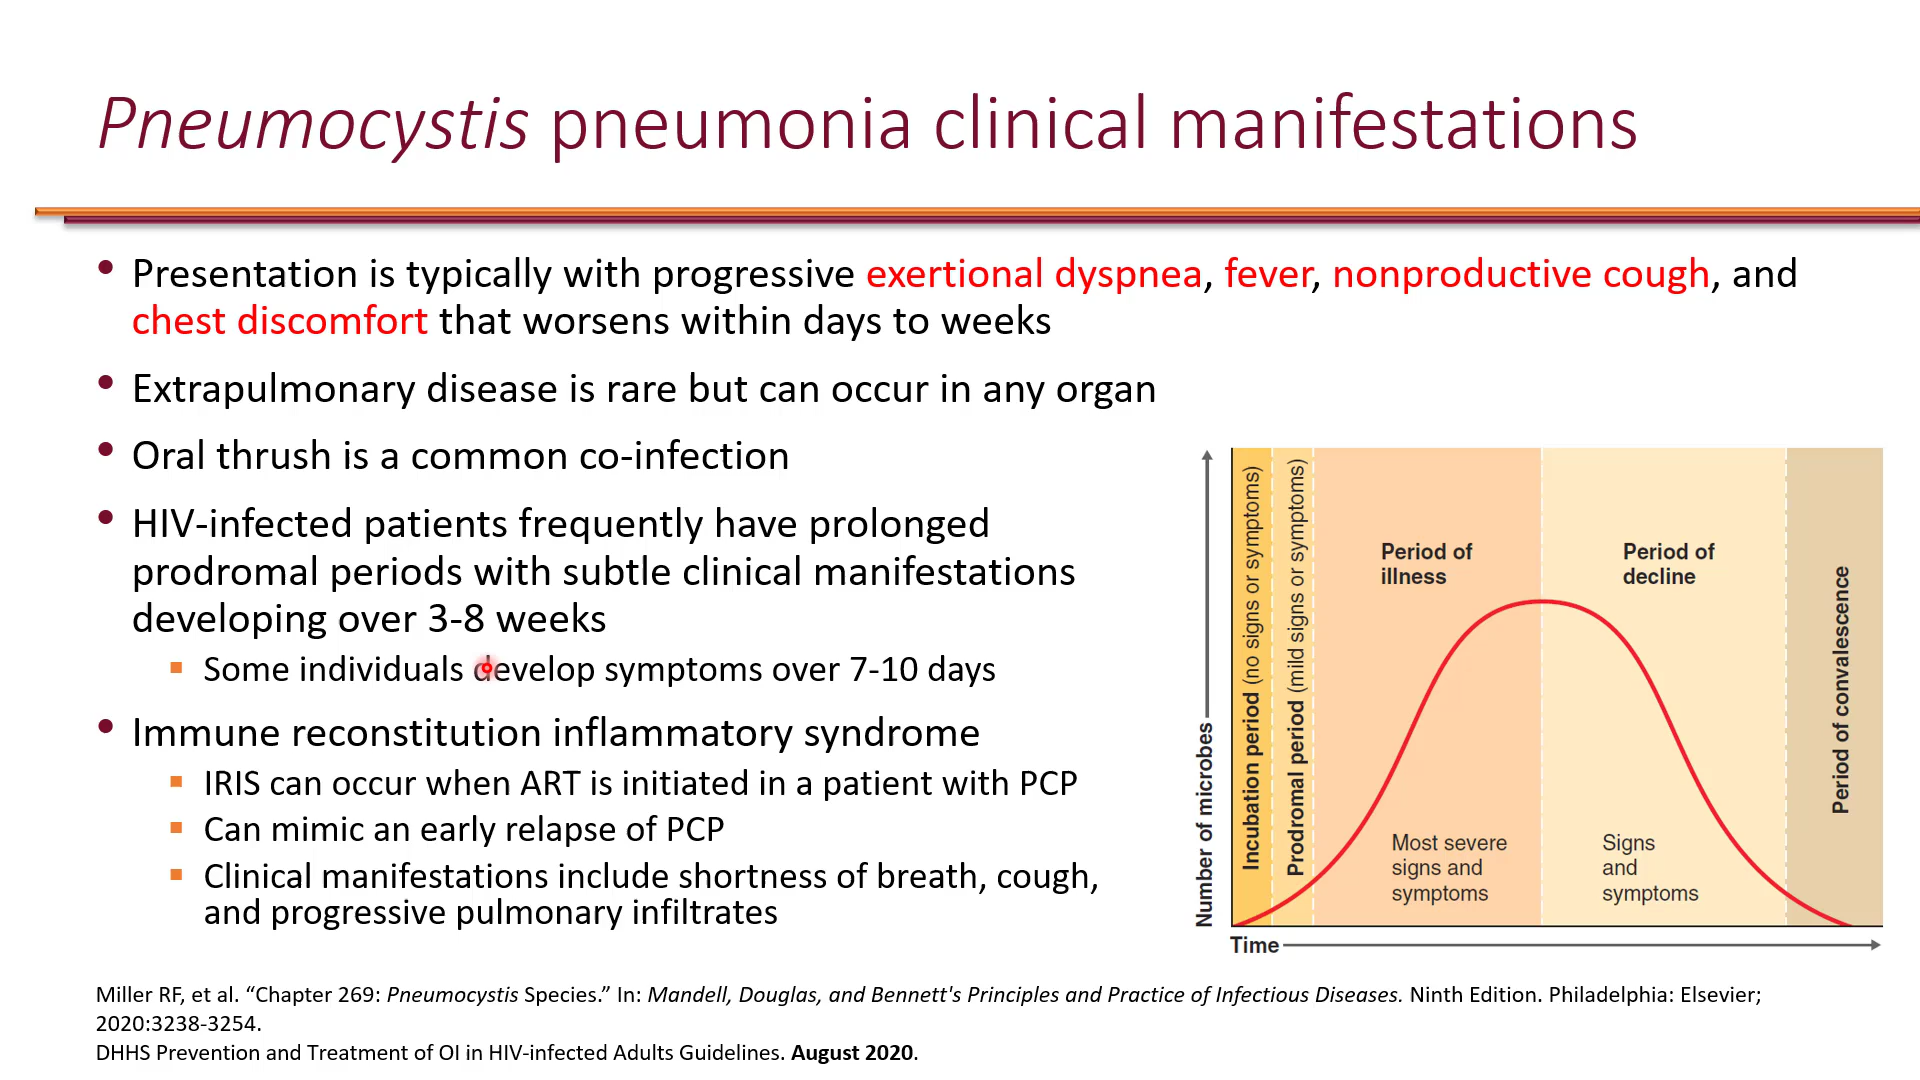 Pneumocystis pneumonia clinical manifestations
• Presentation is typically with progressive exertional dyspnea, fever, nonproductive cough, and
chest discomfort that worsens within days to weeks
• Extrapulmonary disease is rare but can occur in any organ
• Oral thrush is a common co-infection
• HIV-infected patients frequently have prolonged
prodromal periods with subtle clinical manifestations
developing over 3-8 weeks
▪ Some individuals develop symptoms over 7-10 days
• Immune reconstitution inflammatory syndrome
▪ IRIS can occur when ART is initiated in a patient with PCP
▪ Can mimic an early relapse of PCP
▪ Clinical manifestations include shortness of breath, cough,
and progressive pulmonary infiltrates
Number of microbes
Incubation period (no signs or symptoms)
Prodromal period (mild signs or symptoms)
Period of
illness
Most severe
signs and
symptoms
Period of
decline
Signs
and
symptoms
Period of convalescence
Time
Miller RF, et al. “Chapter 269: Pneumocystis Species.” In: Mandell, Douglas, and Bennett's Principles and Practice of Infectious Diseases. Ninth Edition. Philadelphia: Elsevier;
2020:3238-3254.
DHHS Prevention and Treatment of OI in HIV-infected Adults Guidelines. August 2020.